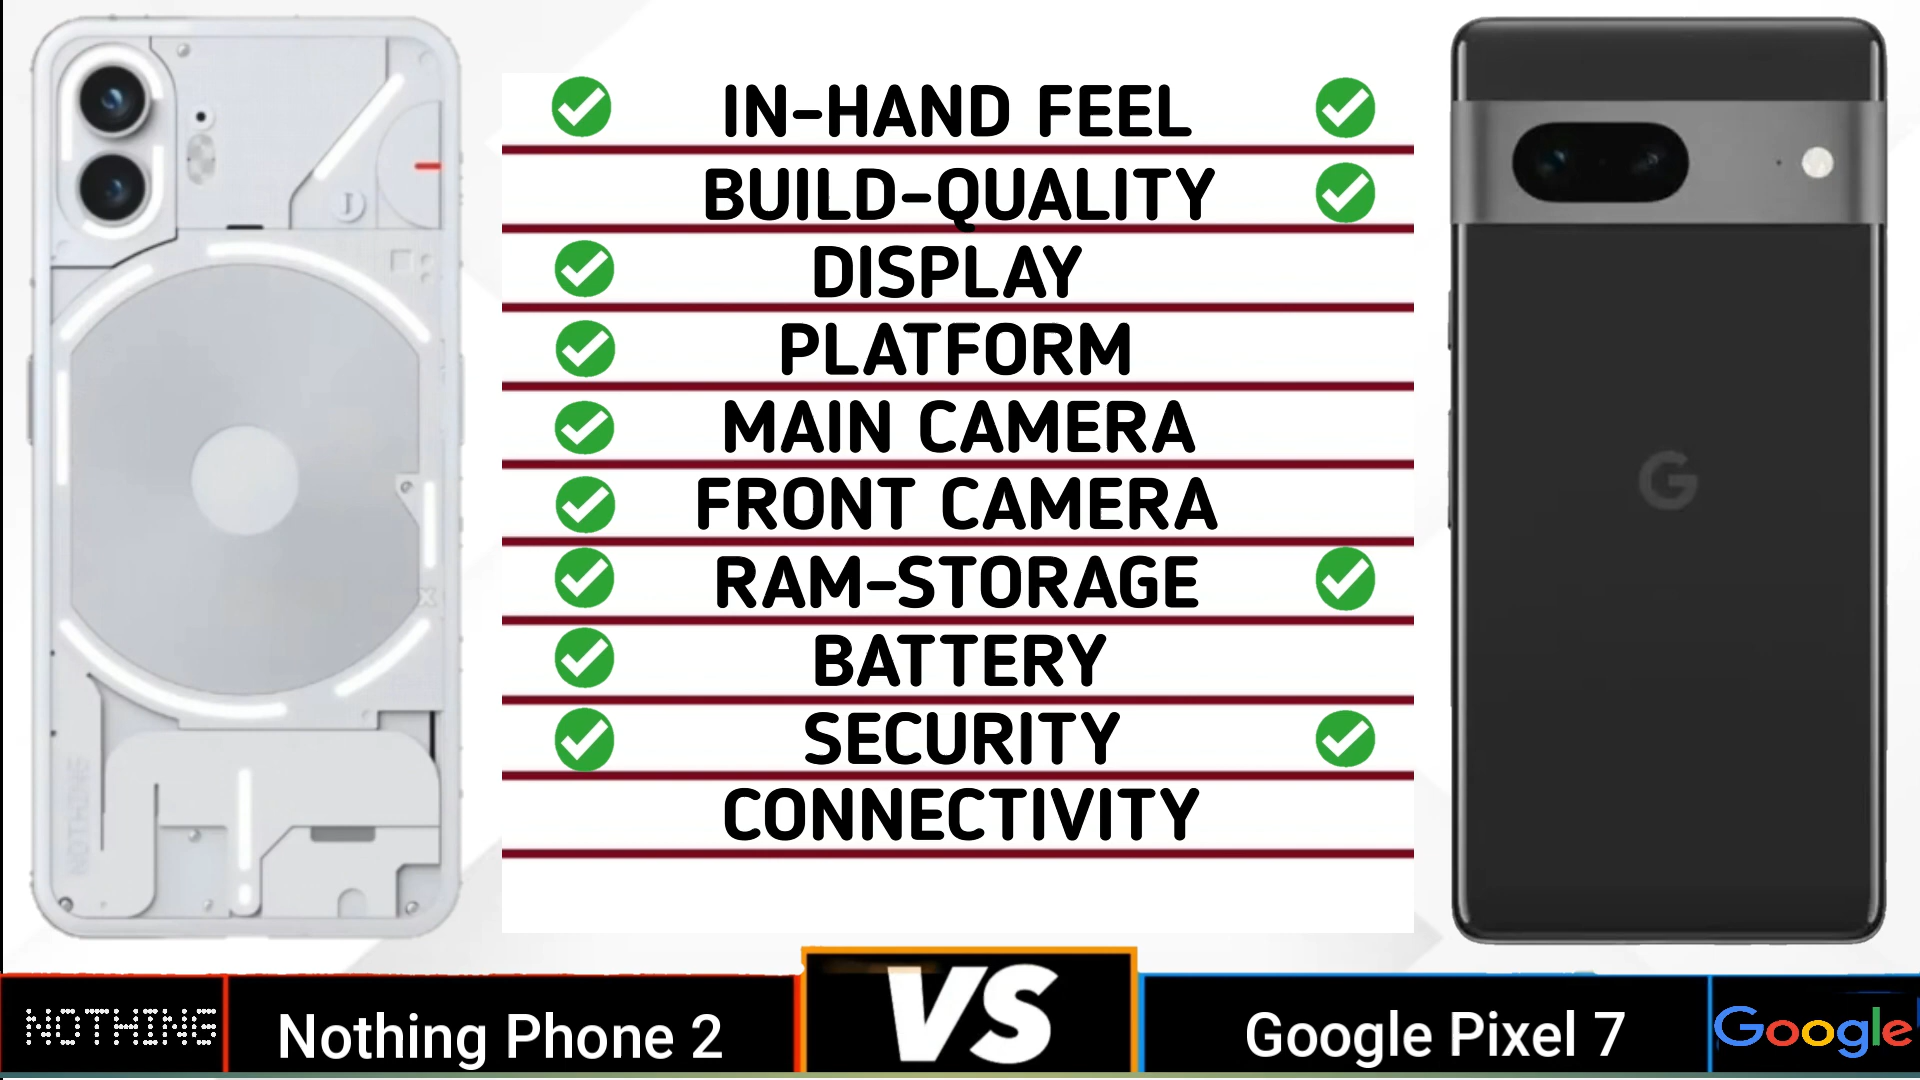 IN-HAND FEEL
BUILD-QUALITY
DISPLAY
PLATFORM
MAIN CAMERA
FRONT CAMERA
RAM-STORAGE
BATTERY
SECURITY
CONNECTIVITY
NOTHING
G
NOTHING
Nothing Phone 2
VS
Google Pixel 7
Google